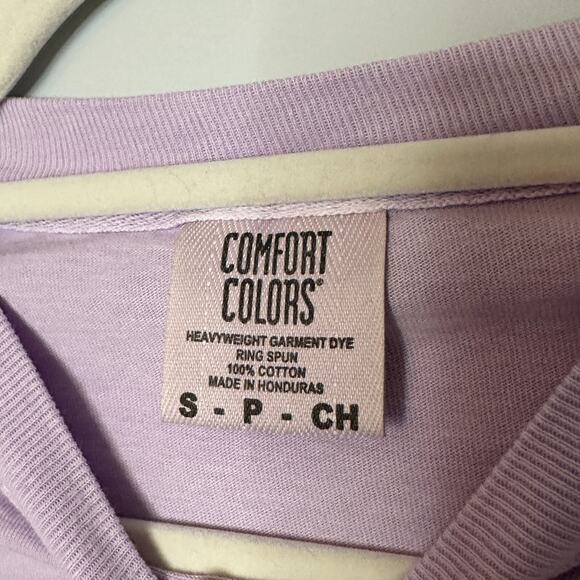 COMFORT
COLORS®
HEAVYWEIGHT GARMENT DYE
RING SPUN
100% COTTON
MADE IN HONDURAS
S - P - CH